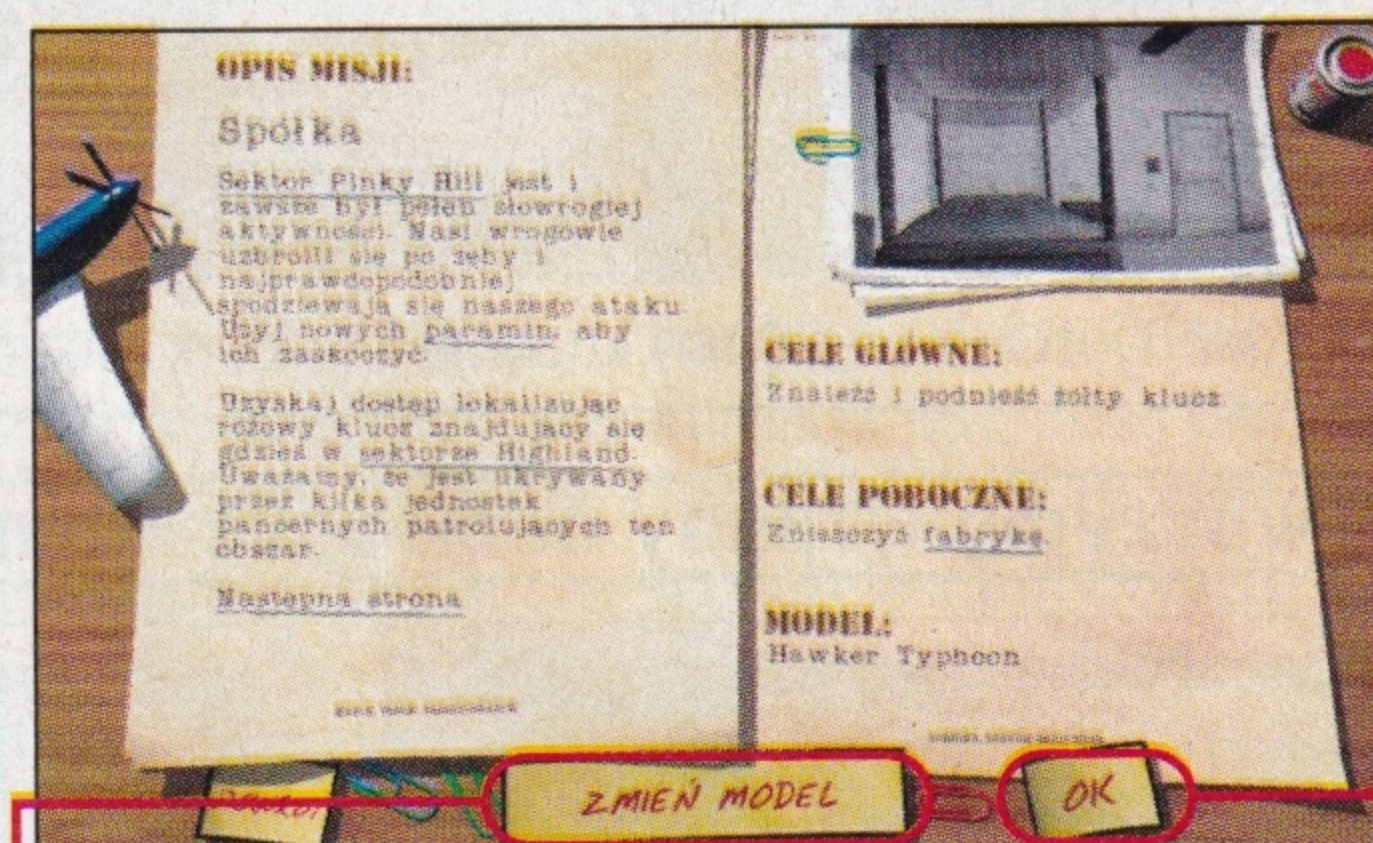 OPIS MISJI:
Spółka
Sektor Pinky Hill jest i
zawsze był pełen złowrogiej
aktywności. Nasi wrogowie
uzbroili się po zęby i
najprawdopodobniej
spodziewają się naszego ataku.
Użyj nowych paramin, aby
ich zaskoczyć.
Uzyskaj dostęp lokalizując
różowy klucz znajdujący się
gdzieś w sektorze Highland.
Uważamy, że jest ukrywany
przez kilka jednostek
pancernych patrolujących ten
obszar.
Następna strona
CELE GŁÓWNE:
Znaleźć i podnieść żółty klucz.
CELE POBOCZNE:
Zniszczyć fabrykę.
MODEL:
Hawker Typhoon
ZMIEŃ MODEL
OK